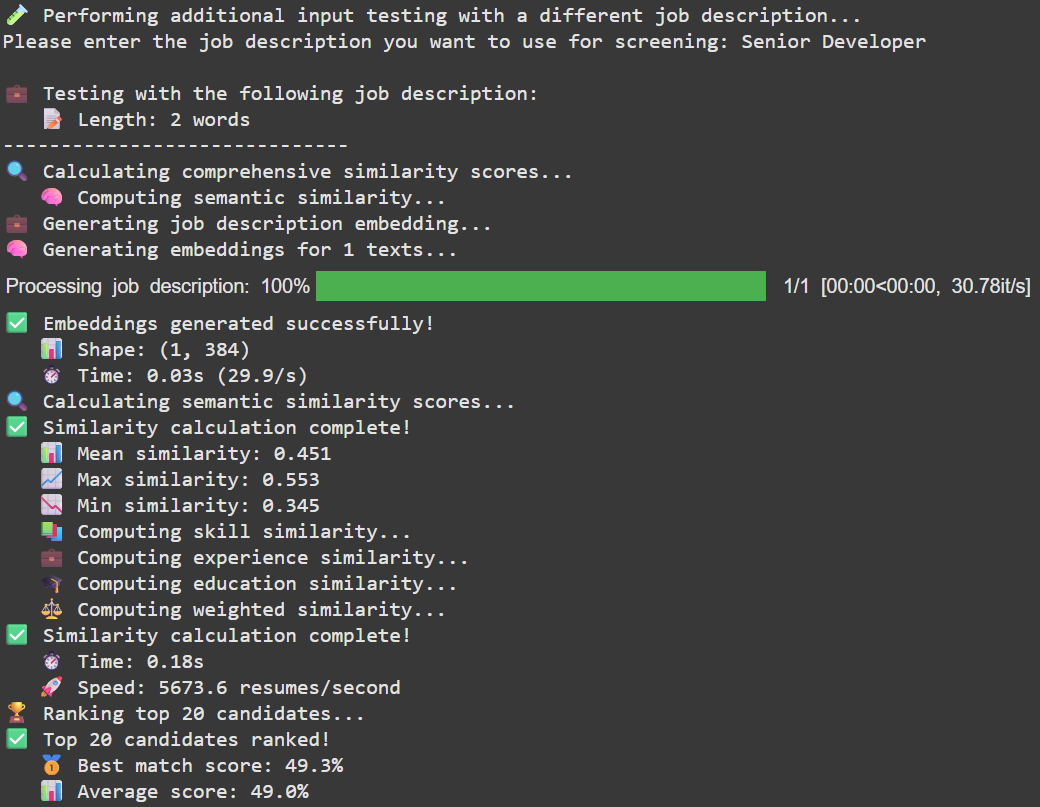 🧪 Performing additional input testing with a different job description...
Please enter the job description you want to use for screening: Senior Developer
💼 Testing with the following job description:
📝 Length: 2 words
------------------------------
🔍 Calculating comprehensive similarity scores...
🧠 Computing semantic similarity...
💼 Generating job description embedding...
🧠 Generating embeddings for 1 texts...
Processing job description: 100% 1/1 [00:00<00:00, 30.78it/s]
✅ Embeddings generated successfully!
📊 Shape: (1, 384)
⏱️ Time: 0.03s (29.9/s)
🔍 Calculating semantic similarity scores...
✅ Similarity calculation complete!
📊 Mean similarity: 0.451
📈 Max similarity: 0.553
📉 Min similarity: 0.345
📚 Computing skill similarity...
💼 Computing experience similarity...
🎓 Computing education similarity...
⚖️ Computing weighted similarity...
✅ Similarity calculation complete!
⏱️ Time: 0.18s
🚀 Speed: 5673.6 resumes/second
🏆 Ranking top 20 candidates...
✅ Top 20 candidates ranked!
🥇 Best match score: 49.3%
📊 Average score: 49.0%